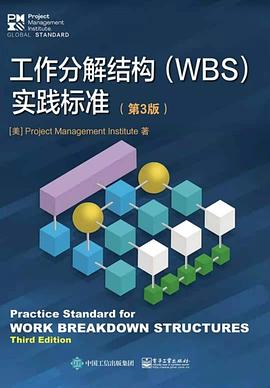 PM
Project
Management
Institute.
GLOBAL STANDARD
工作分解结构（WBS）
实践标准（第3版）
[美] Project Management Institute 著
Practice Standard for
WORK BREAKDOWN STRUCTURES
Third Edition
中国工信出版集团
电子工业出版社